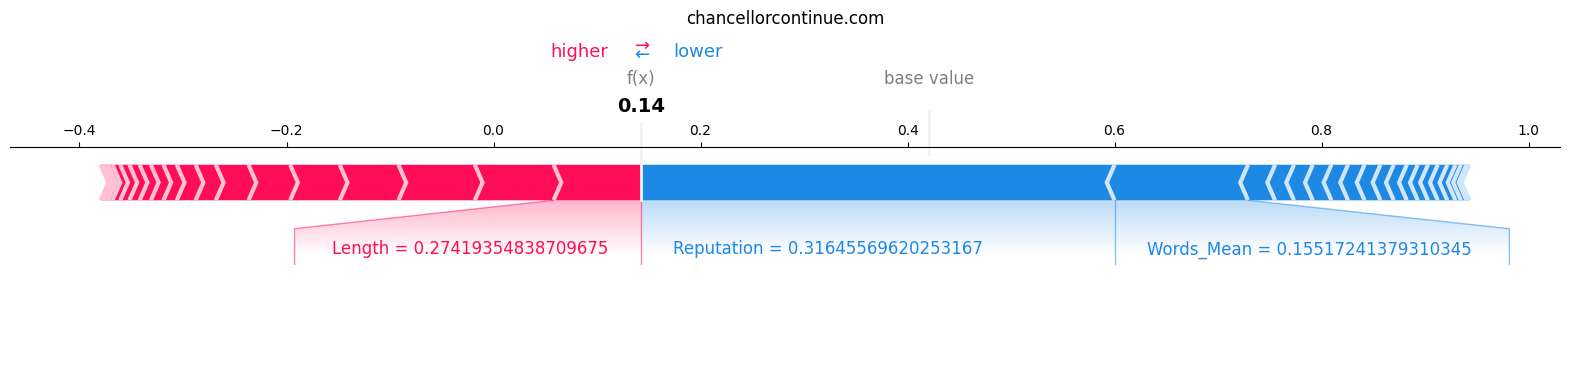 chancellorcontinue.com
higher ⇄ lower
f(x) base value
0.14
−0.4 −0.2 0.0 0.2 0.4 0.6 0.8 1.0
Length = 0.27419354838709675 Reputation = 0.31645569620253167 Words_Mean = 0.15517241379310345